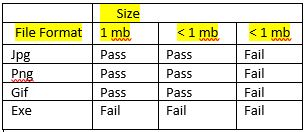 Size
File Format 1 mb < 1 mb < 1 mb
Jpg Pass Pass Fail
Png Pass Pass Fail
Gif Pass Pass Fail
Exe Fail Fail Fail